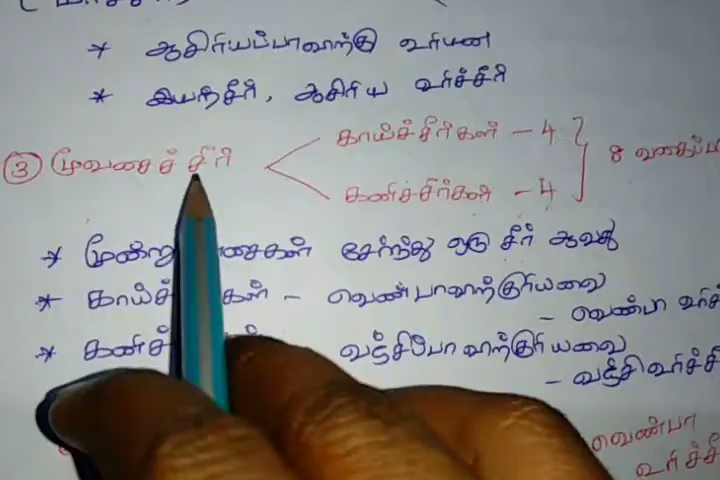 * ஆசிரியப்பாவிற்கு உரியன
* இயற்சீர், ஆசிரிய உரிச்சீர்
③ மூவசைச் சீர்
காய்ச்சீர்கள் - 4
கனிச்சீர்கள் - 4
8 வகைப்ப
* மூன்று சைகள் சேர்ந்து ஒரு சீர் ஆவது
* காய்ச் கள் - வெண்பாவிற்குரியவை
- வெண்பா உரிச்
* கனிச் வஞ்சிப்பாவிற்குரியவை
- வஞ்சி உரிச்சீ
வெண்பா
உரிச்சீ